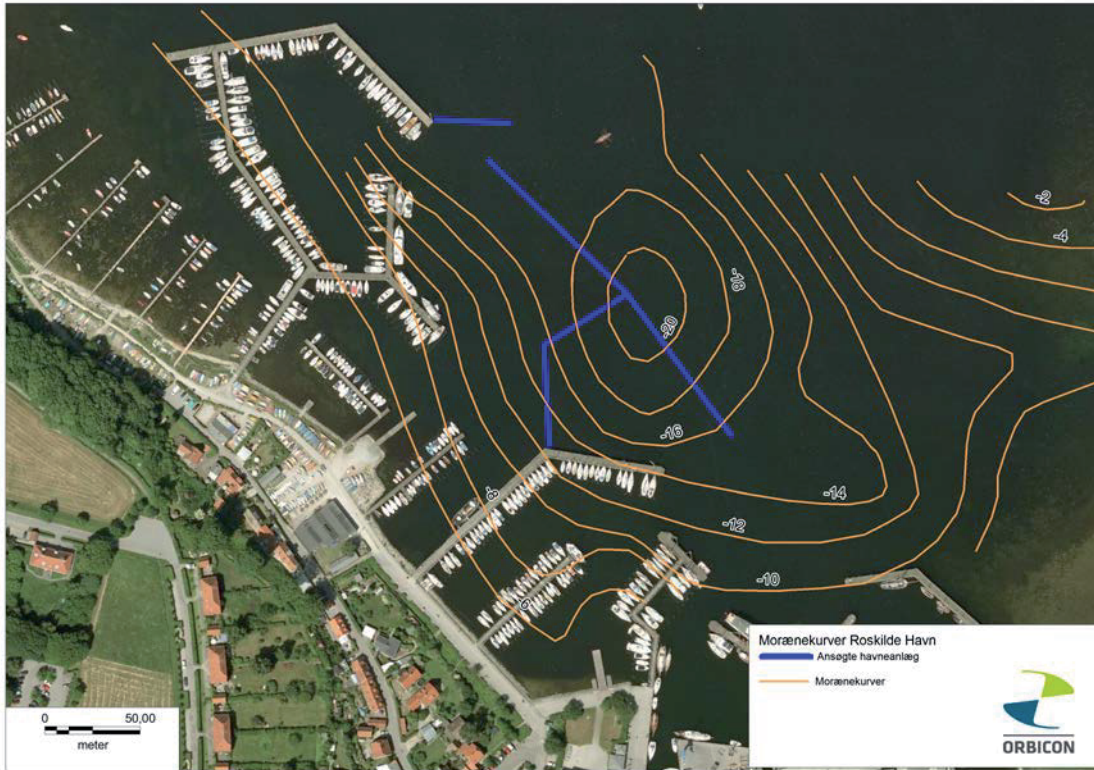 -2
-4
-18
-20
-16
-8
-14
-12
-10
-6
Morænekurver Roskilde Havn
Ansøgte havneanlæg
Morænekurver
0 50,00
meter
ORBICON